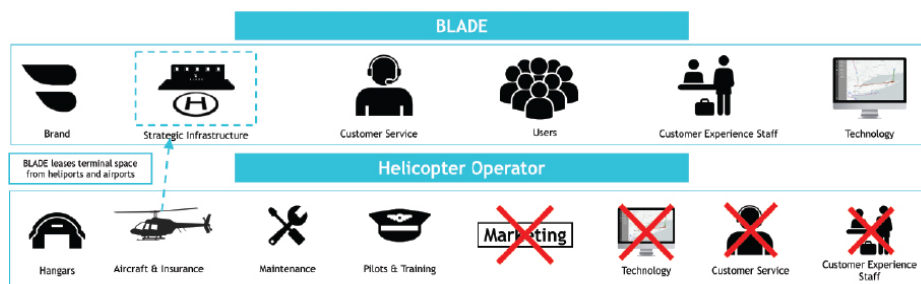 BLADE
Brand
Strategic Infrastructure
Customer Service
Users
Customer Experience Staff
Technology
BLADE leases terminal space
from heliports and airports
Helicopter Operator
Hangars
Aircraft & Insurance
Maintenance
Pilots & Training
Marketing
Technology
Customer Service
Customer Experience
Staff
H